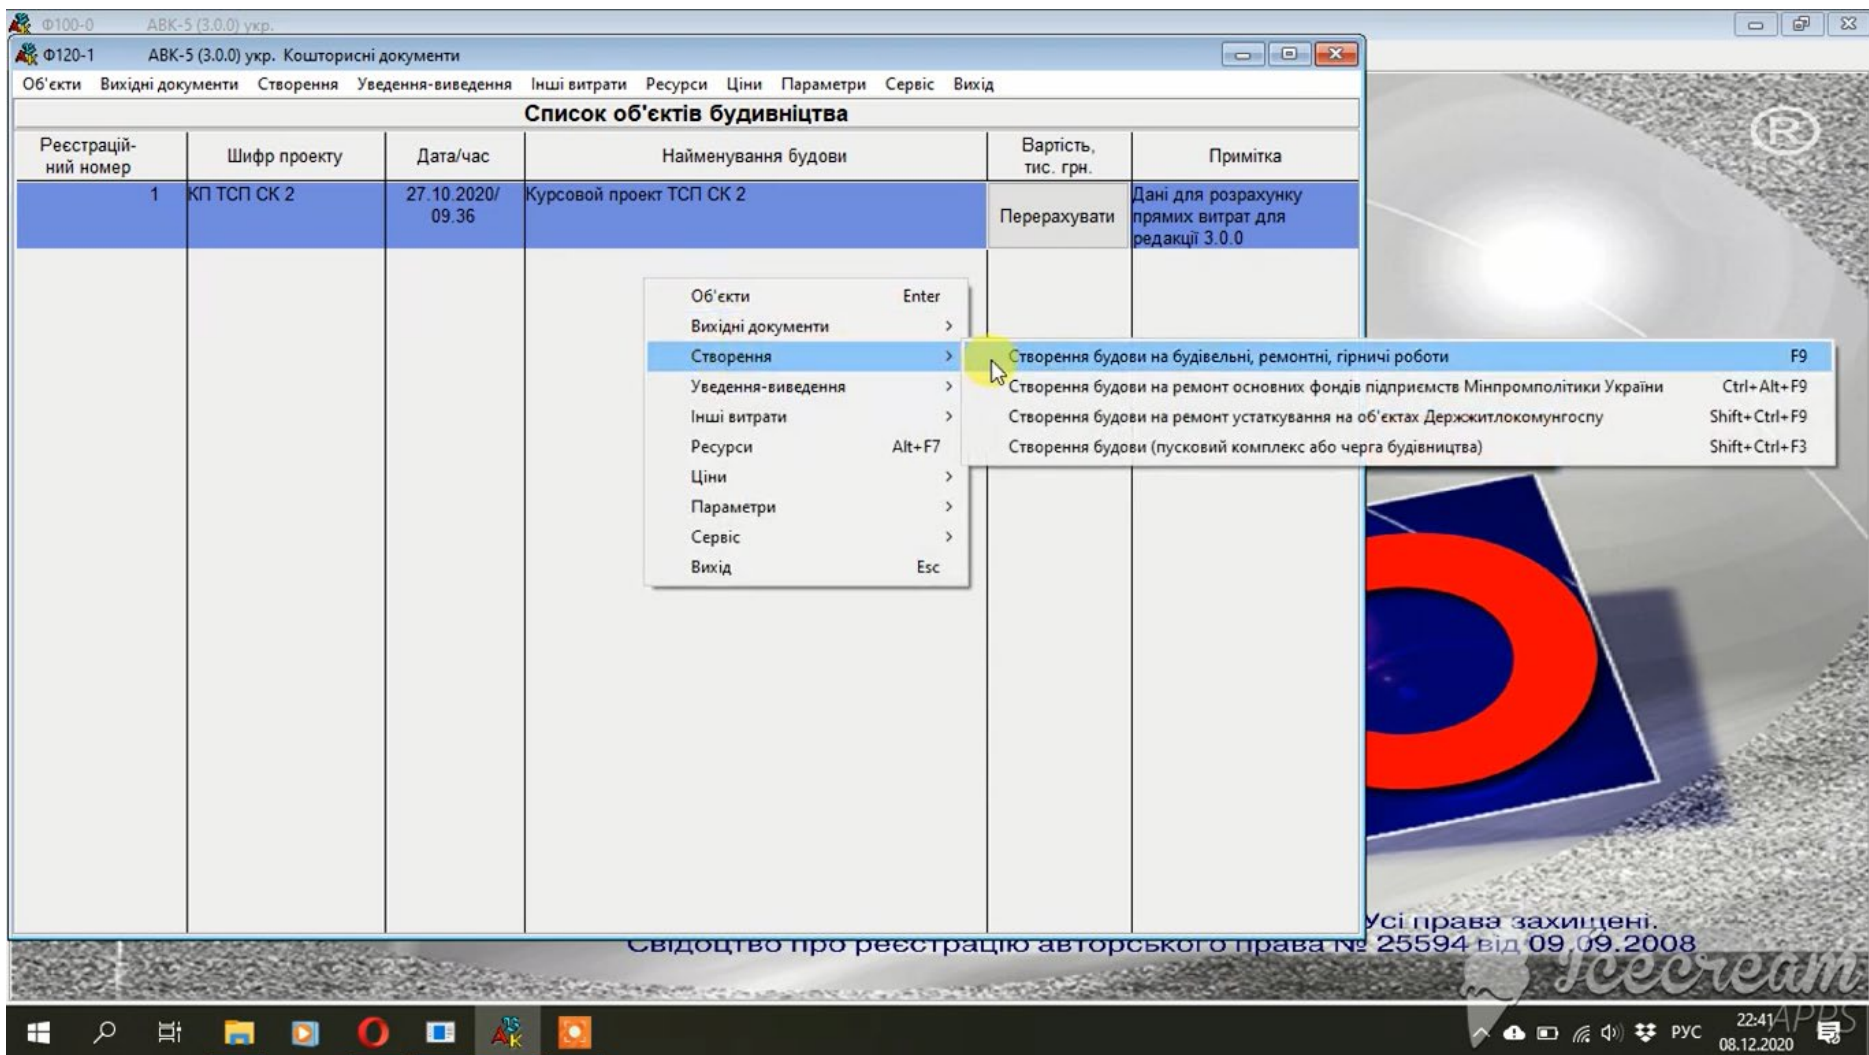 Ф100-0 АВК-5 (3.0.0) укр.
Ф120-1 АВК-5 (3.0.0) укр. Кошторисні документи
Об'єкти Вихідні документи Створення Уведення-виведення Інші витрати Ресурси Ціни Параметри Сервіс Вихід
Список об'єктів будивніцтва
Реєстрацій-
ний номер
Шифр проекту
Дата/час
Найменування будови
Вартість,
тис. грн.
Примітка
1
КП ТСП СК 2
27.10.2020/
09.36
Курсовой проект ТСП СК 2
Перерахувати
Дані для розрахунку
прямих витрат для
редакції 3.0.0
Об'єкти Enter
Вихідні документи
Створення
Уведення-виведення
Інші витрати
Ресурси Alt+F7
Ціни
Параметри
Сервіс
Вихід Esc
Створення будови на будівельні, ремонтні, гірничі роботи F9
Створення будови на ремонт основних фондів підприємств Мінпромполітики України Ctrl+Alt+F9
Створення будови на ремонт устаткування на об'єктах Держжитлокомунгоспу Shift+Ctrl+F9
Створення будови (пусковий комплекс або черга будівництва) Shift+Ctrl+F3
®
Усі права захищені.
Свідоцтво про реєстрацію авторського права № 25594 від 09.09.2008
Icecream
APPS
РУС
22:41
08.12.2020